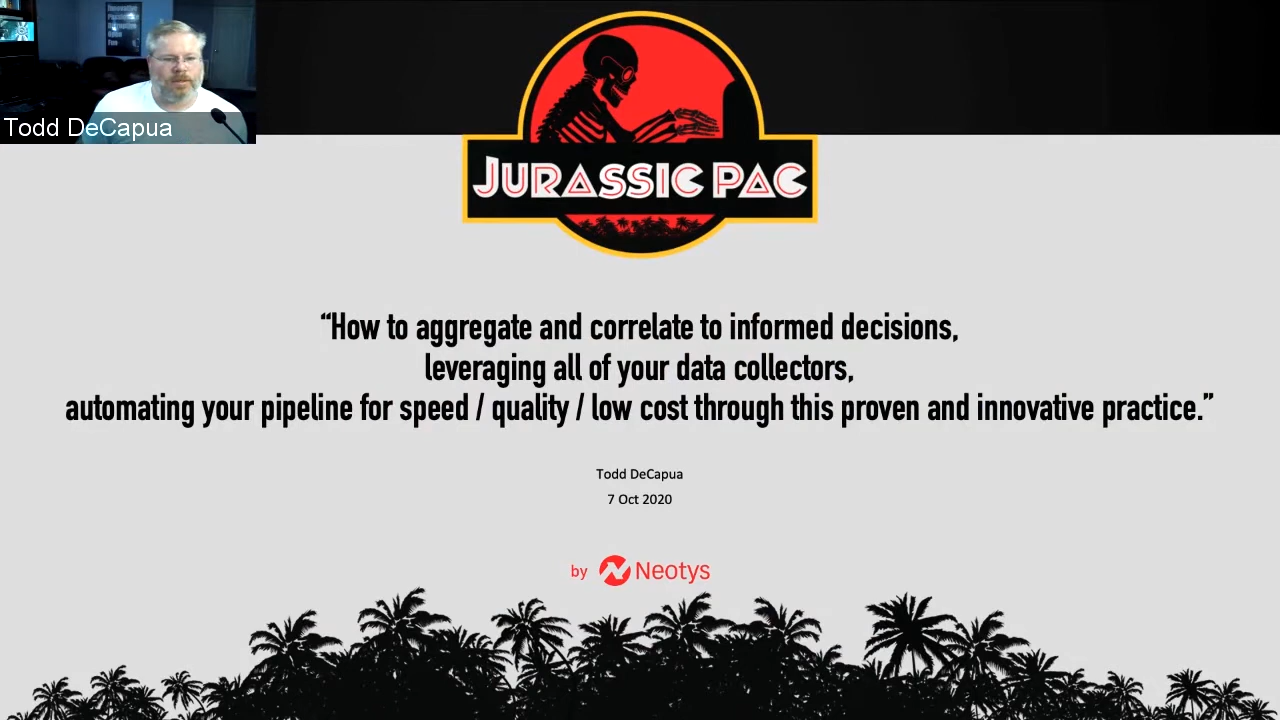 Todd DeCapua
JURASSIC PAC
“How to aggregate and correlate to informed decisions,
leveraging all of your data collectors,
automating your pipeline for speed / quality / low cost through this proven and innovative practice.”
Todd DeCapua
7 Oct 2020
by Neotys